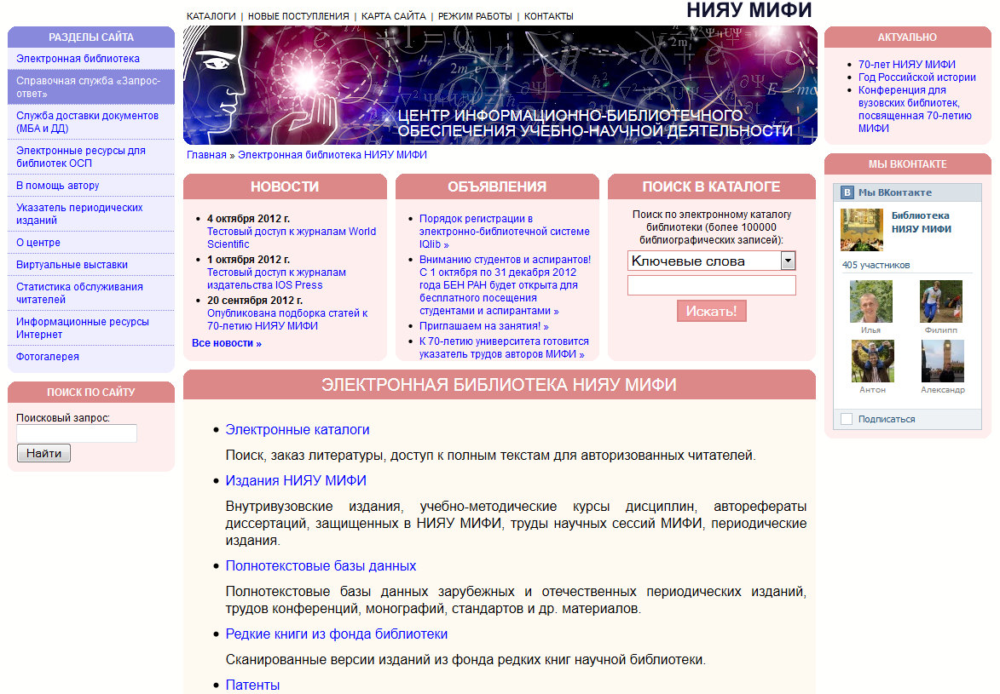 КАТАЛОГИ | НОВЫЕ ПОСТУПЛЕНИЯ | КАРТА САЙТА | РЕЖИМ РАБОТЫ | КОНТАКТЫ
НИЯУ МИФИ
РАЗДЕЛЫ САЙТА
Электронная библиотека
Справочная служба «Запрос-
ответ»
Служба доставки документов
(МБА и ДД)
Электронные ресурсы для
библиотек ОСП
В помощь автору
Указатель периодических
изданий
О центре
Виртуальные выставки
Статистика обслуживания
читателей
Информационные ресурсы
Интернет
Фотогалерея
ПОИСК ПО САЙТУ
Поисковый запрос:
Найти
ЦЕНТР ИНФОРМАЦИОННО-БИБЛИОТЕЧНОГО
ОБЕСПЕЧЕНИЯ УЧЕБНО-НАУЧНОЙ ДЕЯТЕЛЬНОСТИ
Главная » Электронная библиотека НИЯУ МИФИ
НОВОСТИ
4 октября 2012 г.
Тестовый доступ к журналам World
Scientific
1 октября 2012 г.
Тестовый доступ к журналам
издательства IOS Press
20 сентября 2012 г.
Опубликована подборка статей к
70-летию НИЯУ МИФИ
Все новости »
ОБЪЯВЛЕНИЯ
Порядок регистрации в
электронно-библиотечной системе
IQlib »
Вниманию студентов и аспирантов!
С 1 октября по 31 декабря 2012
года БЕН РАН будет открыта для
бесплатного посещения
студентами и аспирантами »
Приглашаем на занятия! »
К 70-летию университета готовится
указатель трудов авторов МИФИ »
ПОИСК В КАТАЛОГЕ
Поиск по электронному каталогу
библиотеки (более 100000
библиографических записей):
Ключевые слова
Искать!
ЭЛЕКТРОННАЯ БИБЛИОТЕКА НИЯУ МИФИ
Электронные каталоги
Поиск, заказ литературы, доступ к полным текстам для авторизованных читателей.
Издания НИЯУ МИФИ
Внутривузовские издания, учебно-методические курсы дисциплин, авторефераты
диссертаций, защищенных в НИЯУ МИФИ, труды научных сессий МИФИ, периодические
издания.
Полнотекстовые базы данных
Полнотекстовые базы данных зарубежных и отечественных периодических изданий,
трудов конференций, монографий, стандартов и др. материалов.
Редкие книги из фонда библиотеки
Сканированные версии изданий из фонда редких книг научной библиотеки.
Патенты
АКТУАЛЬНО
70-лет НИЯУ МИФИ
Год Российской истории
Конференция для
вузовских библиотек,
посвященная 70-летию
МИФИ
МЫ ВКОНТАКТЕ
В Мы ВКонтакте
Библиотека
НИЯУ МИФИ
405 участников
Илья Филипп
Антон Александр
Подписаться